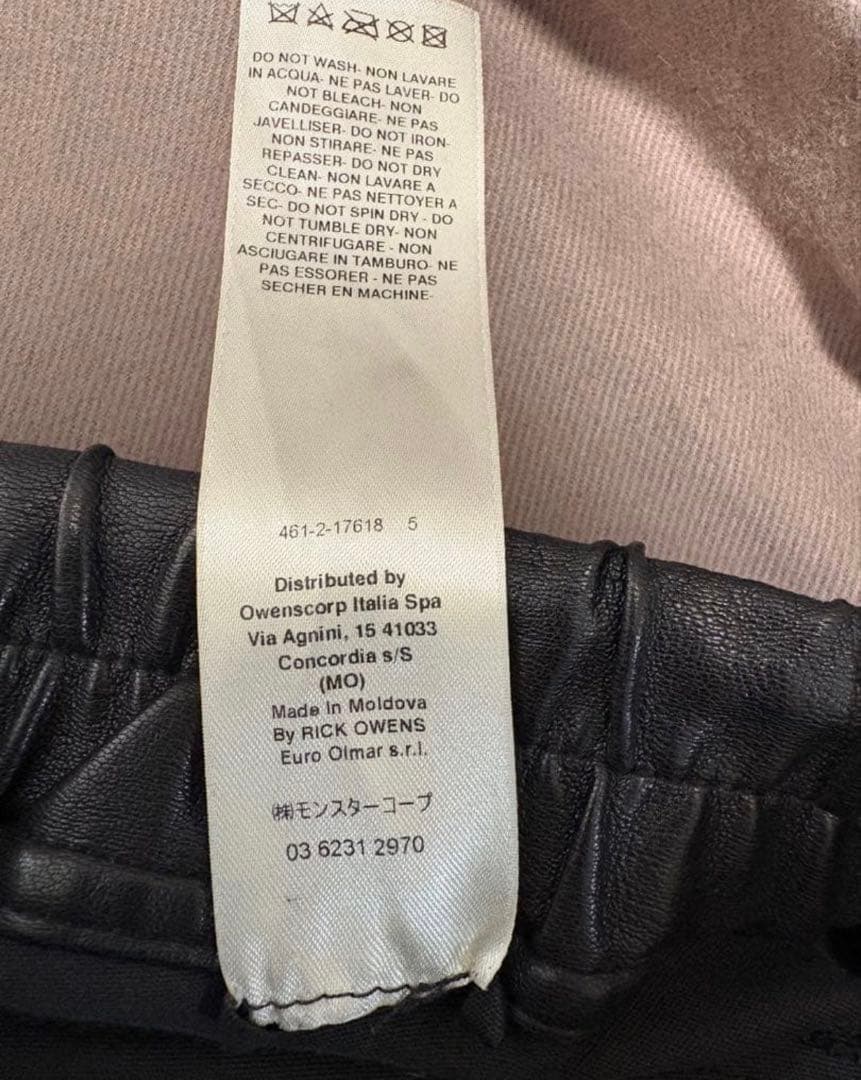 DO NOT WASH- NON LAVARE
IN ACQUA- NE PAS LAVER- DO
NOT BLEACH- NON
CANDEGGIARE- NE PAS
JAVELLISER- DO NOT IRON-
NON STIRARE- NE PAS
REPASSER- DO NOT DRY
CLEAN- NON LAVARE A
SECCO- NE PAS NETTOYER A
SEC- DO NOT SPIN DRY - DO
NOT TUMBLE DRY- NON
CENTRIFUGARE - NON
ASCIUGARE IN TAMBURO- NE
PAS ESSORER - NE PAS
SECHER EN MACHINE-
461-2-17618 5
Distributed by
Owenscorp Italia Spa
Via Agnini, 15 41033
Concordia s/S
(MO)
Made In Moldova
By RICK OWENS
Euro Olmar s.r.l.
㈱モンスターコープ
03 6231 2970